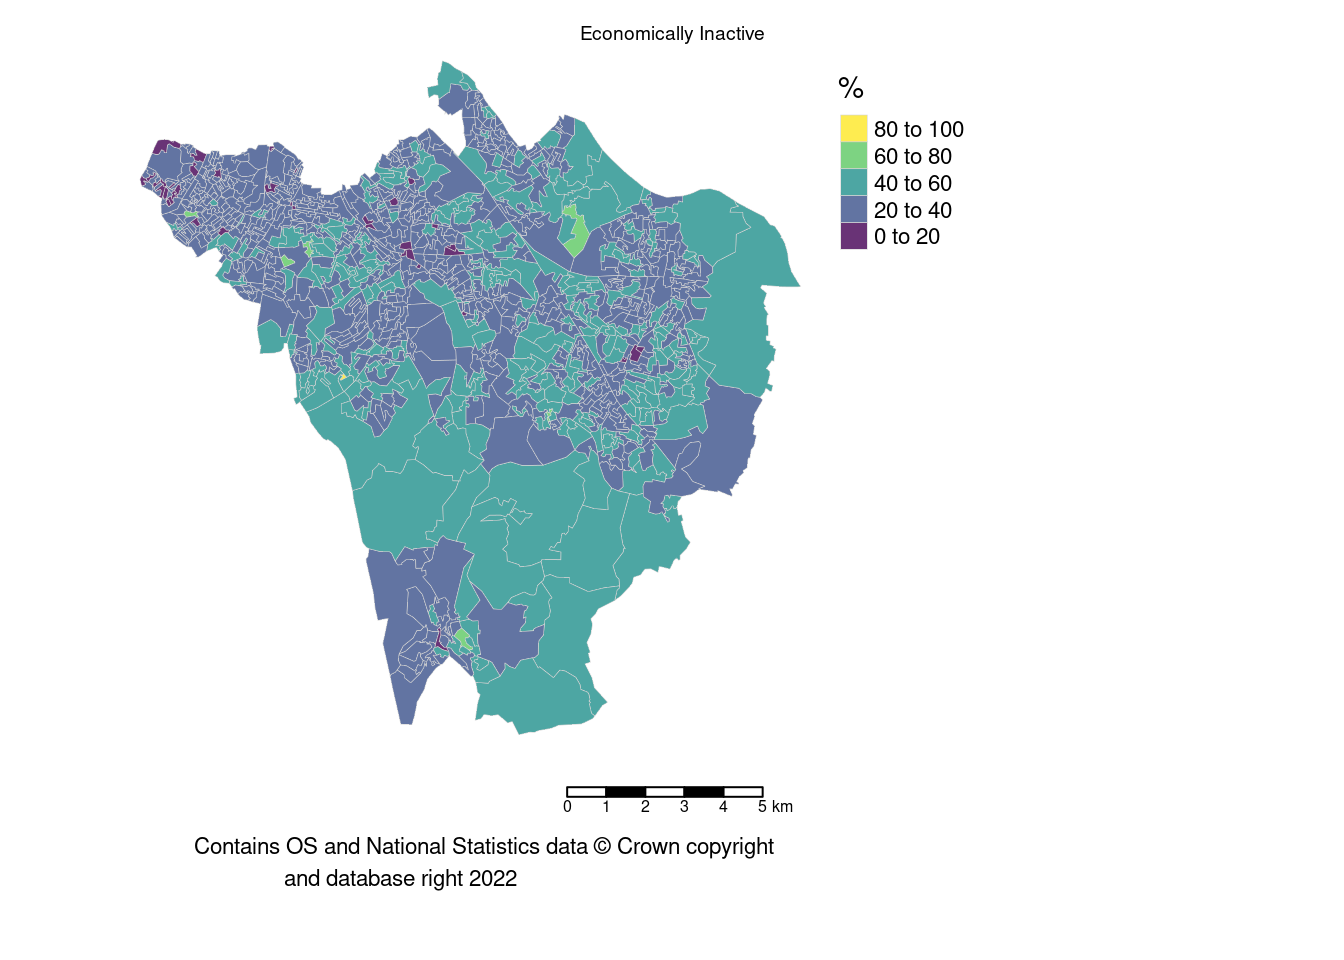 Economically Inactive
%
80 to 100
60 to 80
40 to 60
20 to 40
0 to 20
0 1 2 3 4 5 km
Contains OS and National Statistics data © Crown copyright
and database right 2022